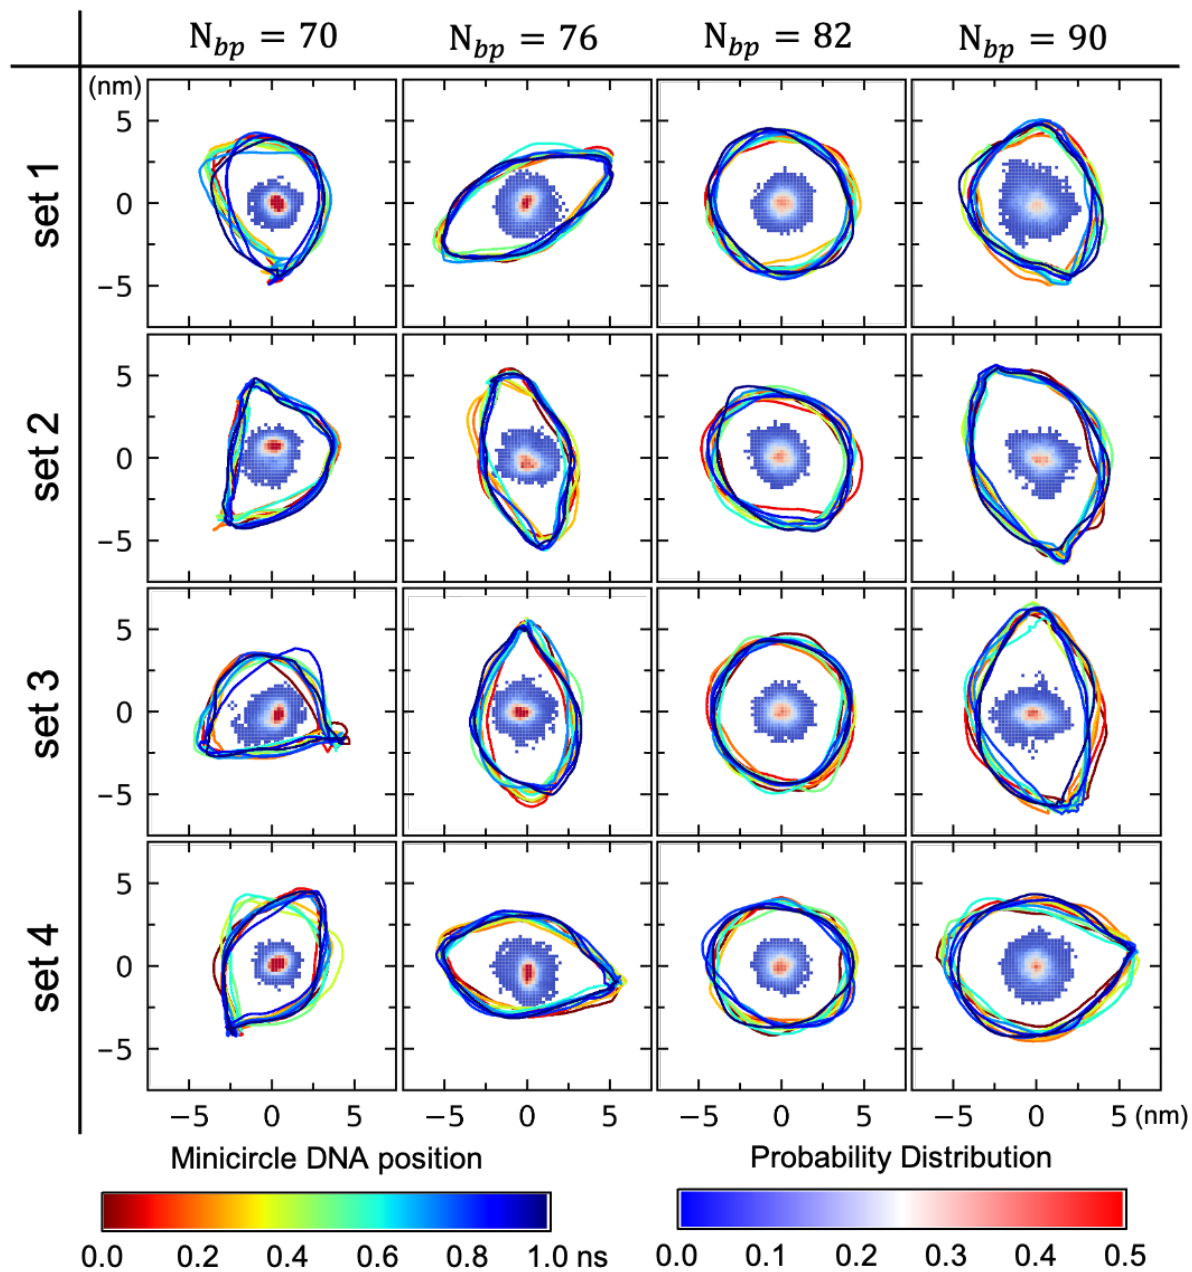 N_bp = 70 N_bp = 76 N_bp = 82 N_bp = 90
(nm)
set 1
5
0
−5
set 2
5
0
−5
set 3
5
0
−5
set 4
5
0
−5
−5 0 5 −5 0 5 −5 0 5 −5 0 5 (nm)
Minicircle DNA position Probability Distribution
0.0 0.2 0.4 0.6 0.8 1.0 ns 0.0 0.1 0.2 0.3 0.4 0.5